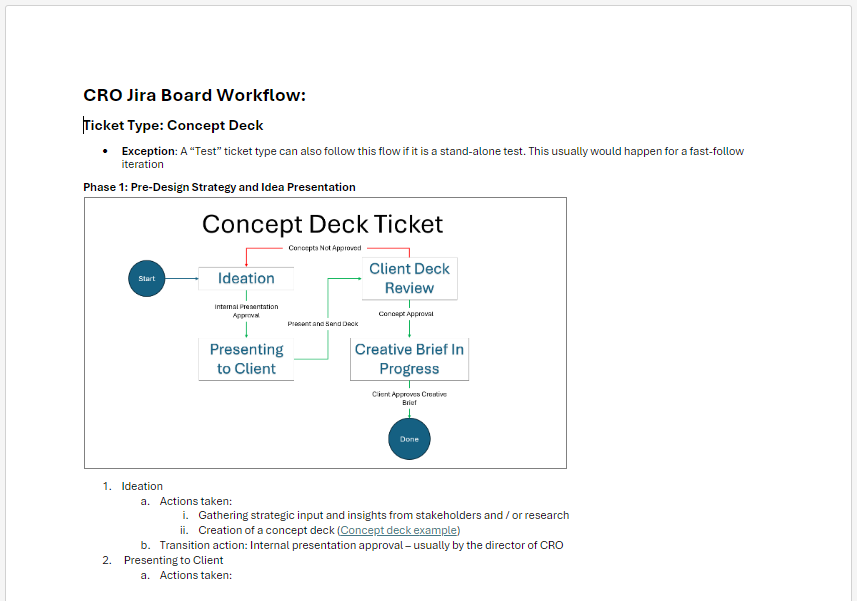 CRO Jira Board Workflow:
Ticket Type: Concept Deck
• Exception: A “Test” ticket type can also follow this flow if it is a stand-alone test. This usually would happen for a fast-follow
iteration
Phase 1: Pre-Design Strategy and Idea Presentation
Concept Deck Ticket
Concepts Not Approved
Start
Ideation
Client Deck
Review
Internal Presentation
Approval
Concept Approval
Present and Send Deck
Presenting
to Client
Creative Brief In
Progress
Client Approves Creative
Brief
Done
1. Ideation
a. Actions taken:
i. Gathering strategic input and insights from stakeholders and / or research
ii. Creation of a concept deck (Concept deck example)
b. Transition action: Internal presentation approval – usually by the director of CRO
2. Presenting to Client
a. Actions taken: